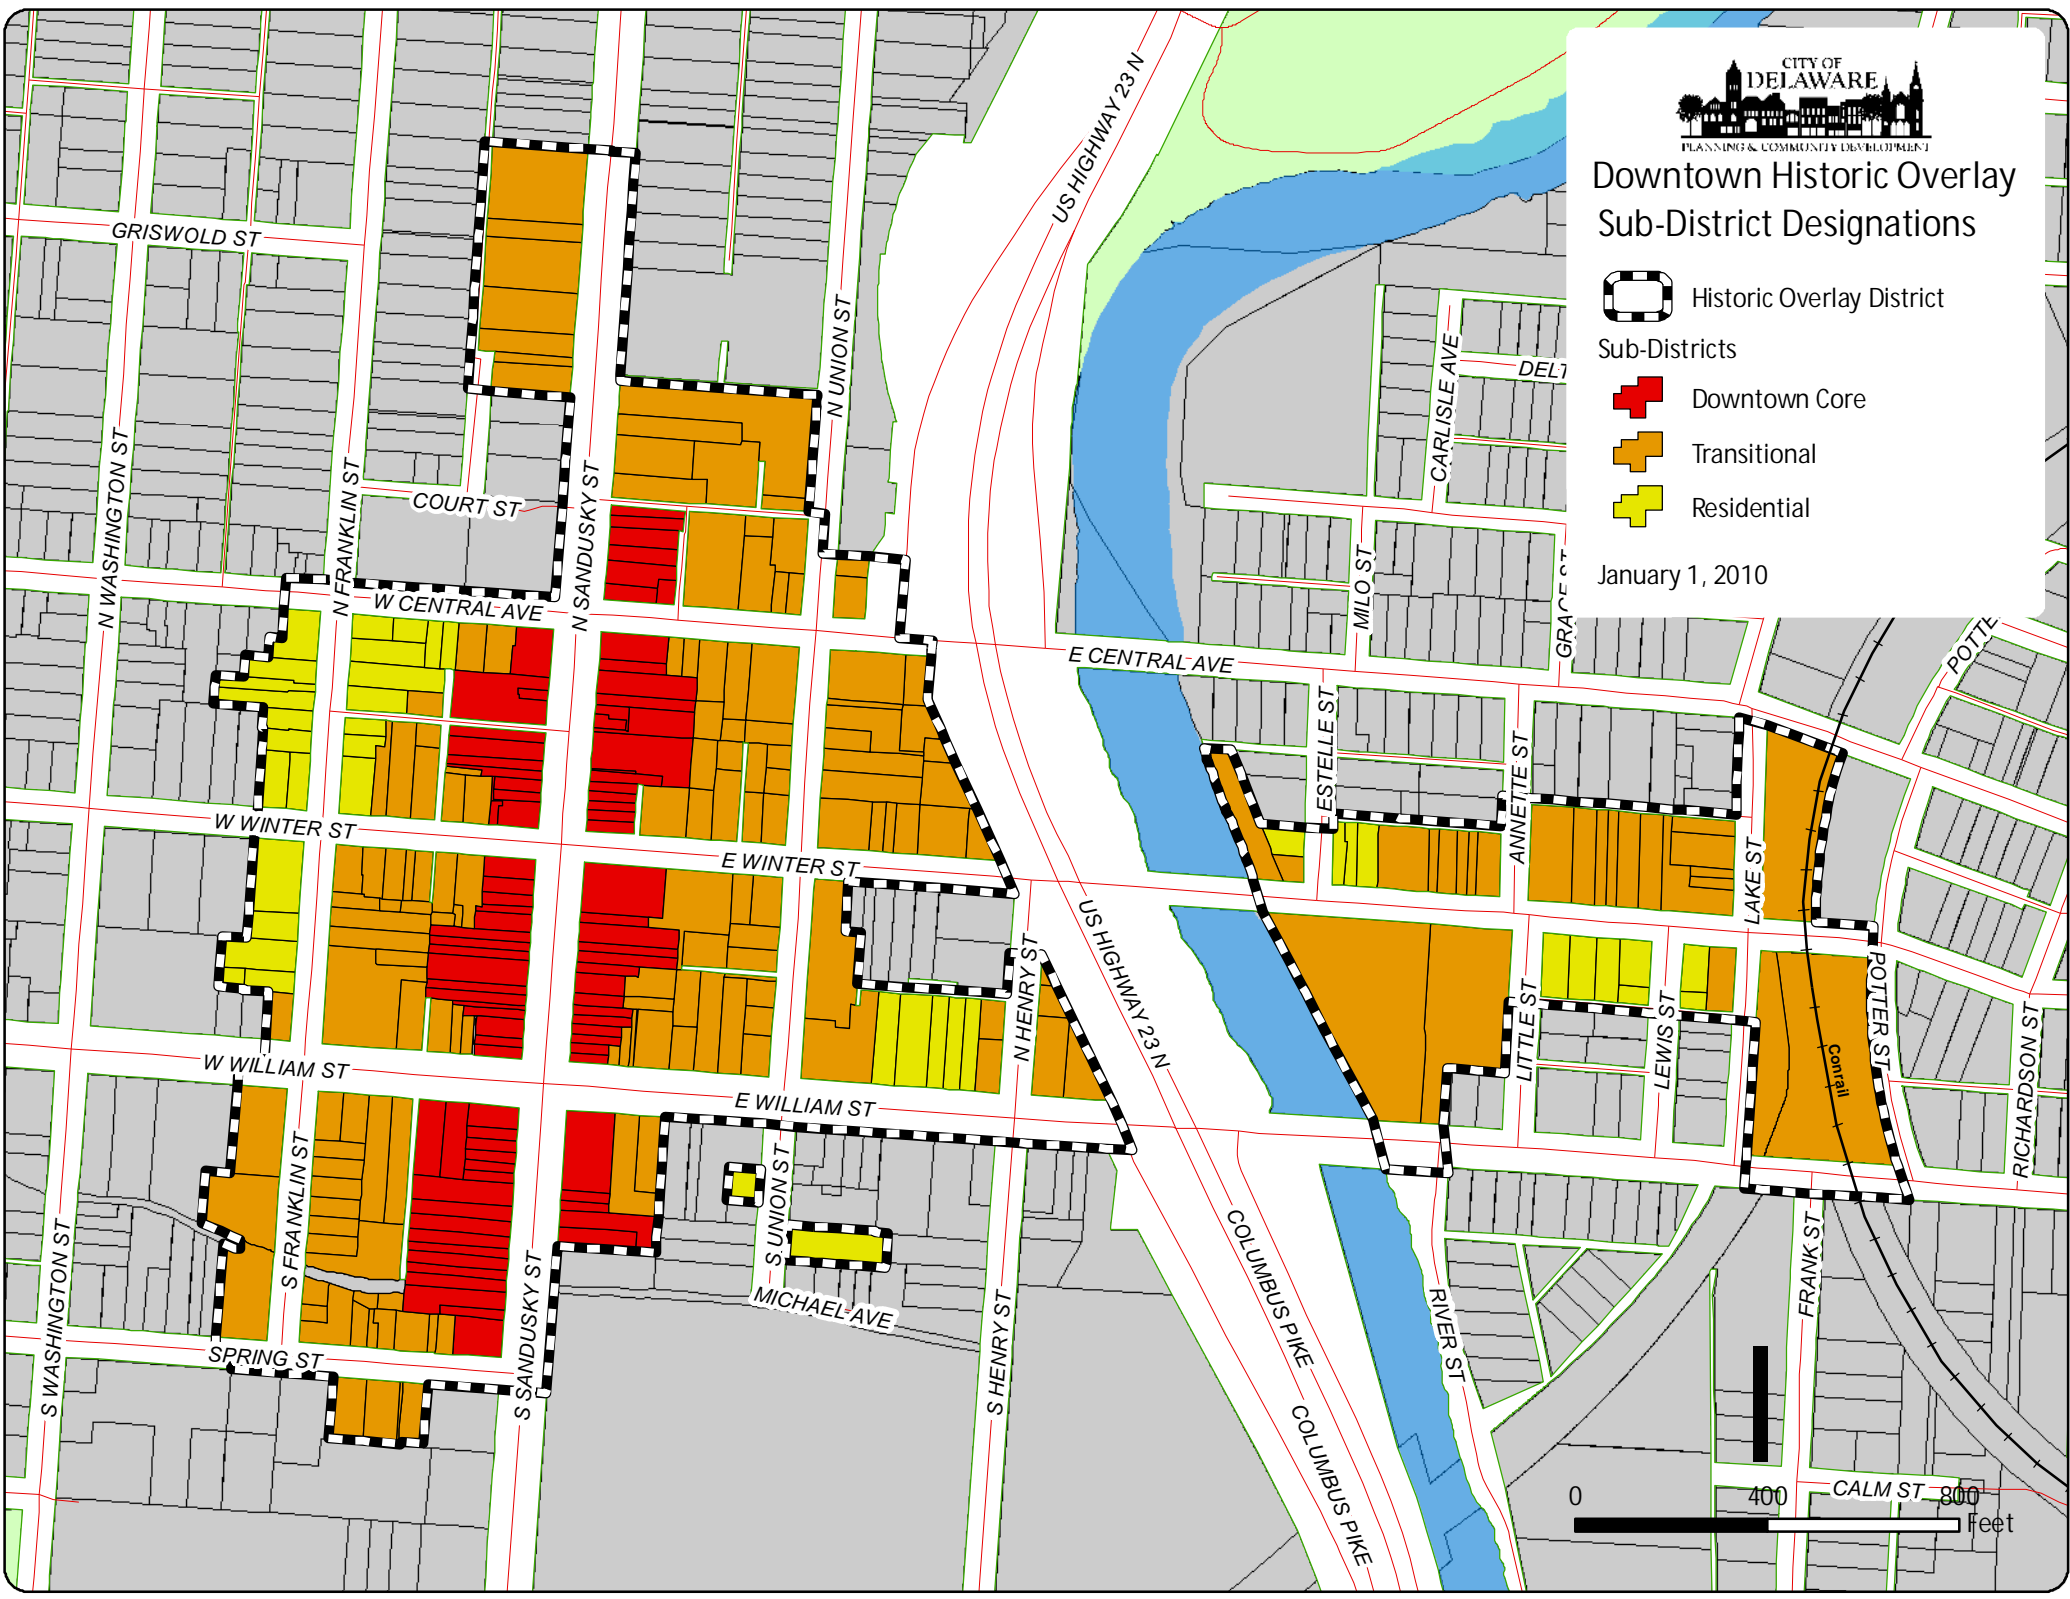 CITY OF
DELAWARE
PLANNING & COMMUNITY DEVELOPMENT
Downtown Historic Overlay
Sub-District Designations
Historic Overlay District
Sub-Districts
Downtown Core
Transitional
Residential
January 1, 2010
US HIGHWAY 23 N
GRISWOLD ST
N UNION ST
CARLISLE AVE
DELT
N WASHINGTON ST
N FRANKLIN ST
COURT ST
N SANDUSKY ST
MILO ST
GRACE ST
W CENTRAL AVE
E CENTRAL AVE
POTTE
ESTELLE ST
ANNETTE ST
W WINTER ST
E WINTER ST
LAKE ST
US HIGHWAY 23 N
N HENRY ST
LITTLE ST
LEWIS ST
POTTER ST
Conrail
RICHARDSON ST
W WILLIAM ST
E WILLIAM ST
S WASHINGTON ST
S FRANKLIN ST
S UNION ST
S SANDUSKY ST
MICHAEL AVE
S HENRY ST
COLUMBUS PIKE
RIVER ST
FRANK ST
SPRING ST
COLUMBUS PIKE
CALM ST
0 400 800
Feet